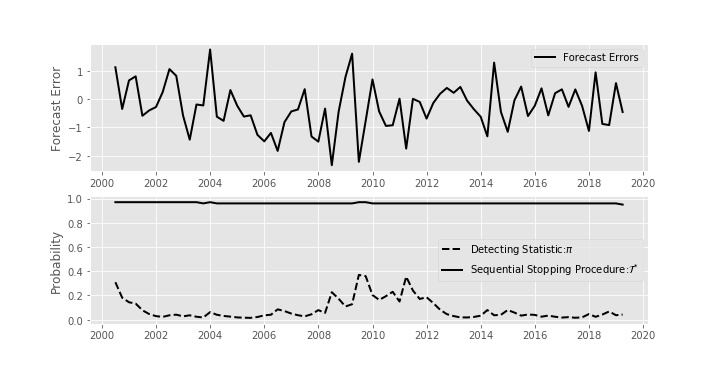 Forecast Error
1
0
−1
−2
Forecast Errors
2000 2002 2004 2006 2008 2010 2012 2014 2016 2018 2020
Probability
1.0
0.8
0.6
0.4
0.2
0.0
Detecting Statistic:π
Sequential Stopping Procedure:𝒯*
2000 2002 2004 2006 2008 2010 2012 2014 2016 2018 2020